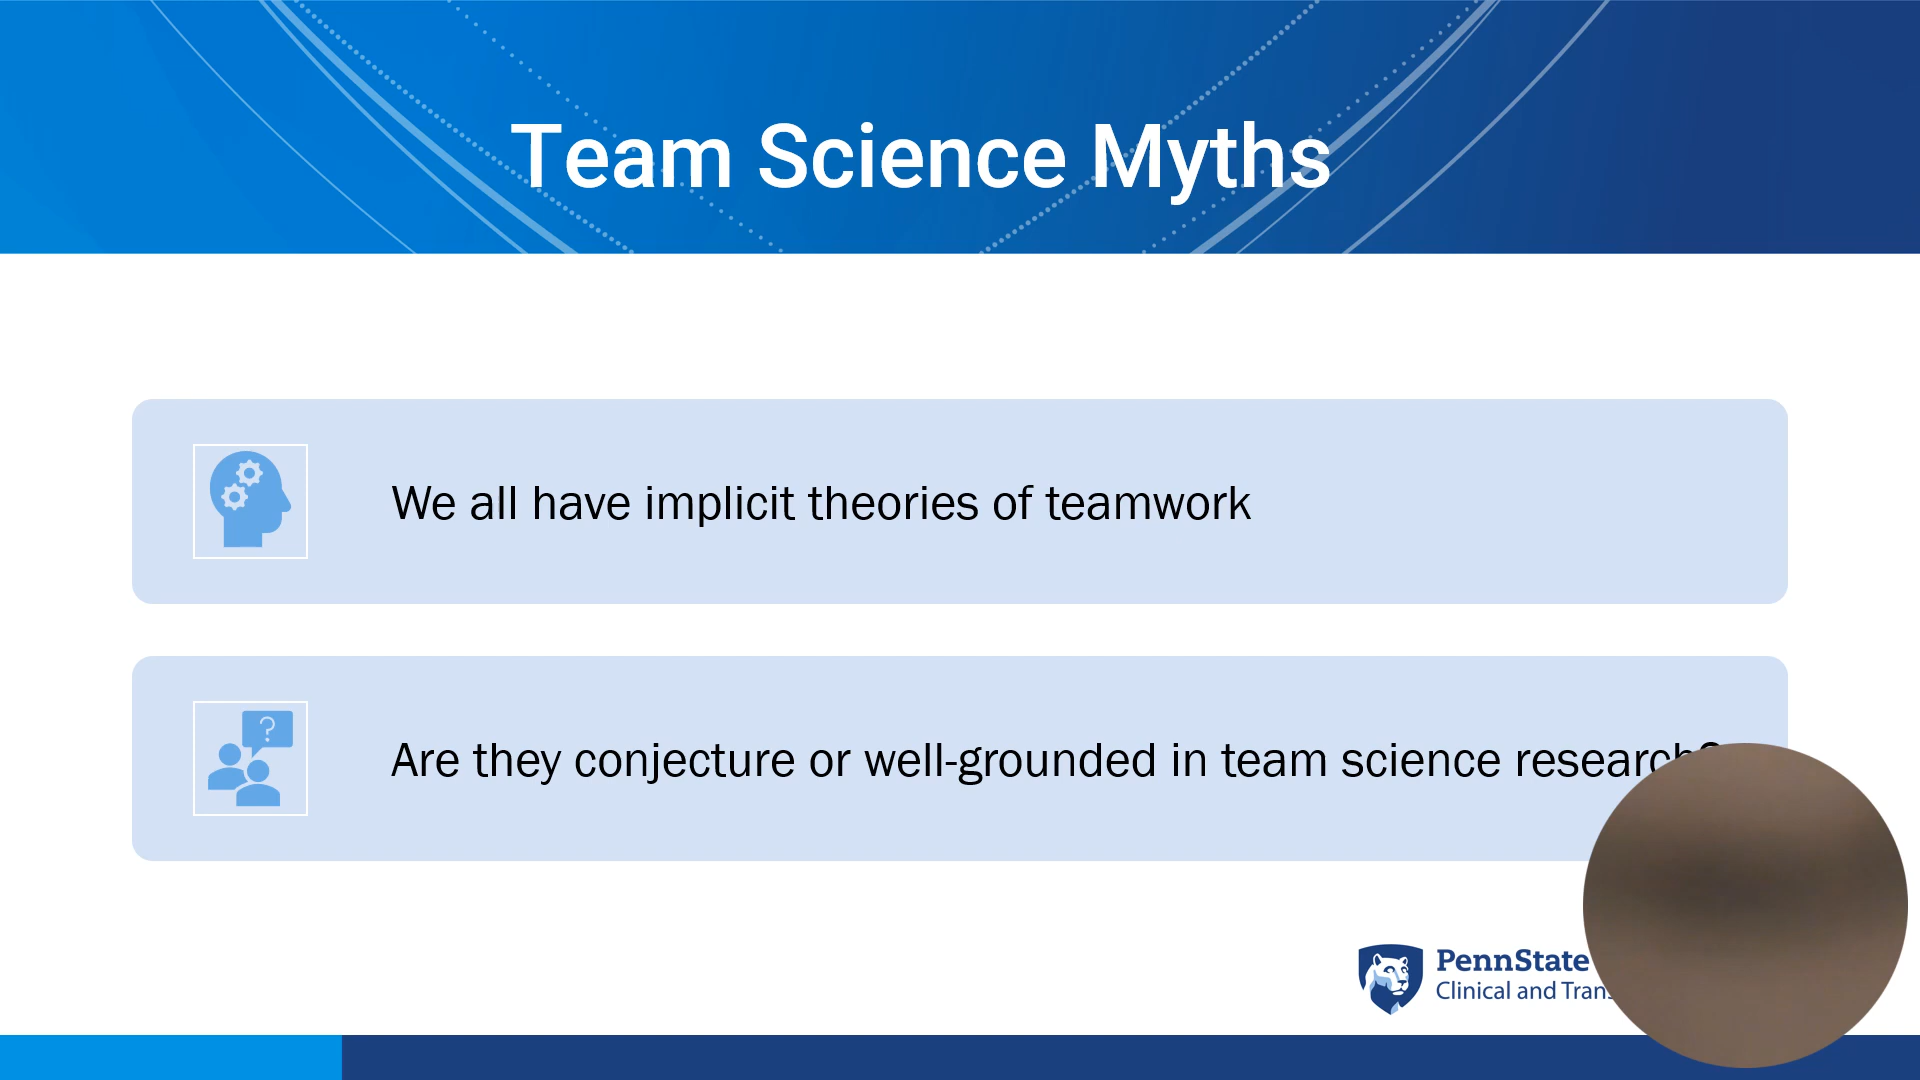 Team Science Myths
We all have implicit theories of teamwork
?
Are they conjecture or well-grounded in team science research?
PennState
Clinical and